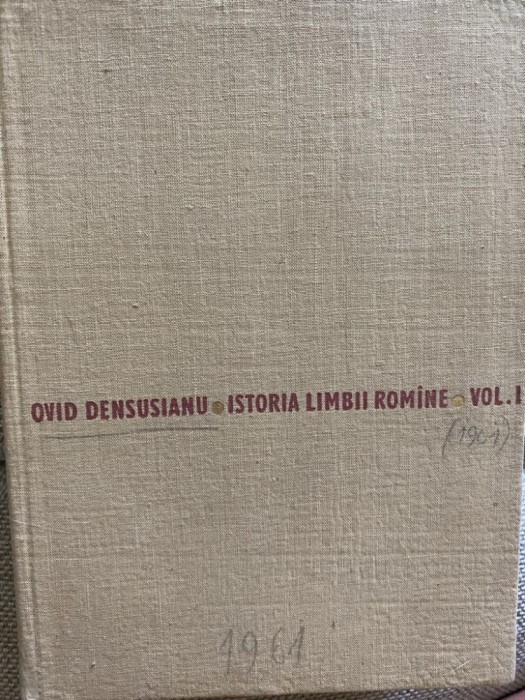 OVID DENSUSIANU • ISTORIA LIMBII ROMÎNE • VOL. I
(1901)
1961